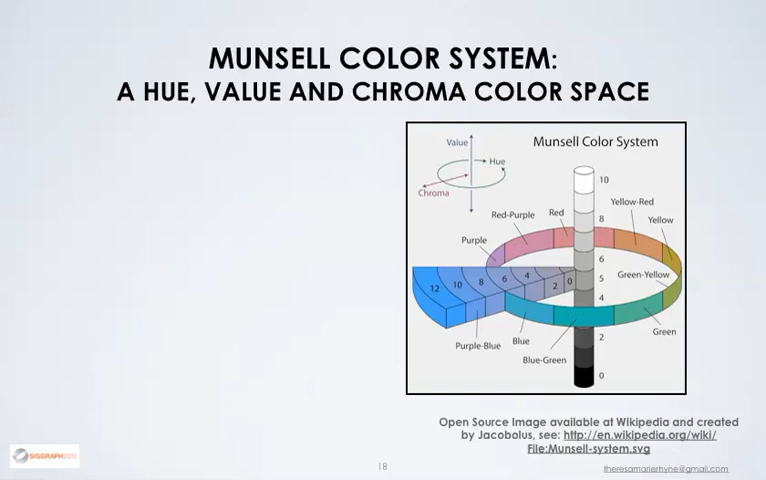 MUNSELL COLOR SYSTEM:
A HUE, VALUE AND CHROMA COLOR SPACE
Munsell Color System
Value
Hue
Chroma
10
8
6
5
4
2
0
Red-Purple
Red
Yellow-Red
Yellow
Purple
Green-Yellow
12 10 8 6 4 2 0
Purple-Blue
Blue
Blue-Green
Green
Open Source Image available at WIkipedia and created
by Jacobolus, see: http://en.wikipedia.org/wiki/
File:Munsell-system.svg
SIGGRAPH2012
18
theresamarierhyne@gmail.com